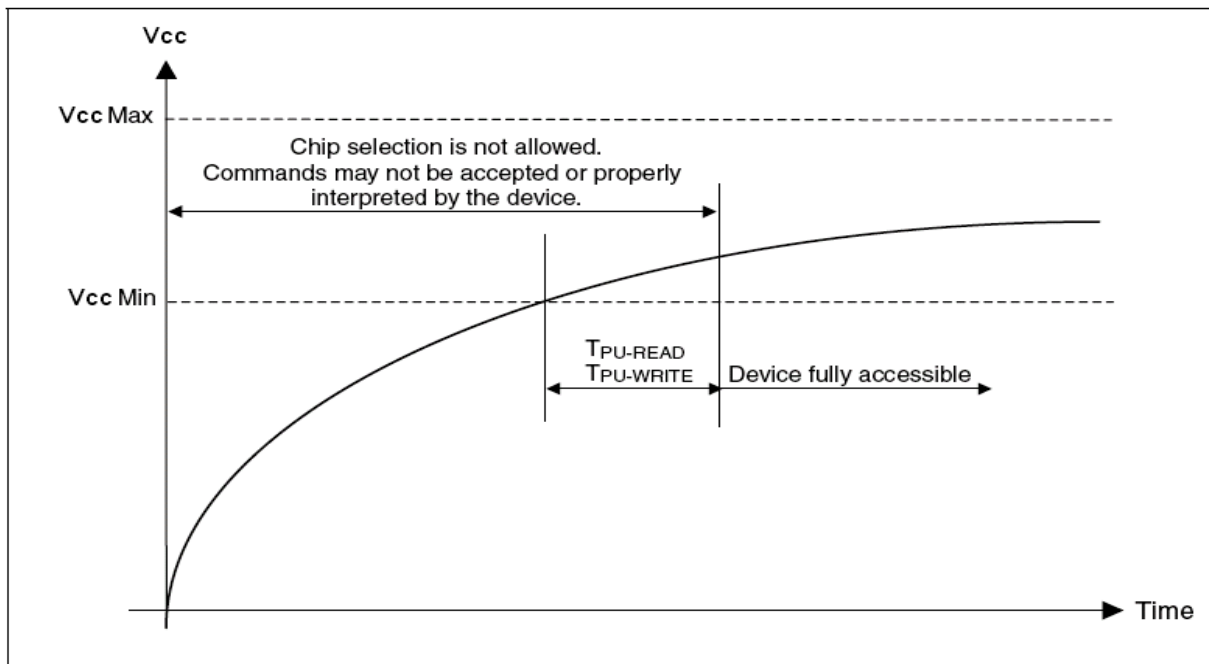 Vcc
Vcc Max
Chip selection is not allowed.
Commands may not be accepted or properly
interpreted by the device.
Vcc Min
TPU-READ
TPU-WRITE
Device fully accessible
Time